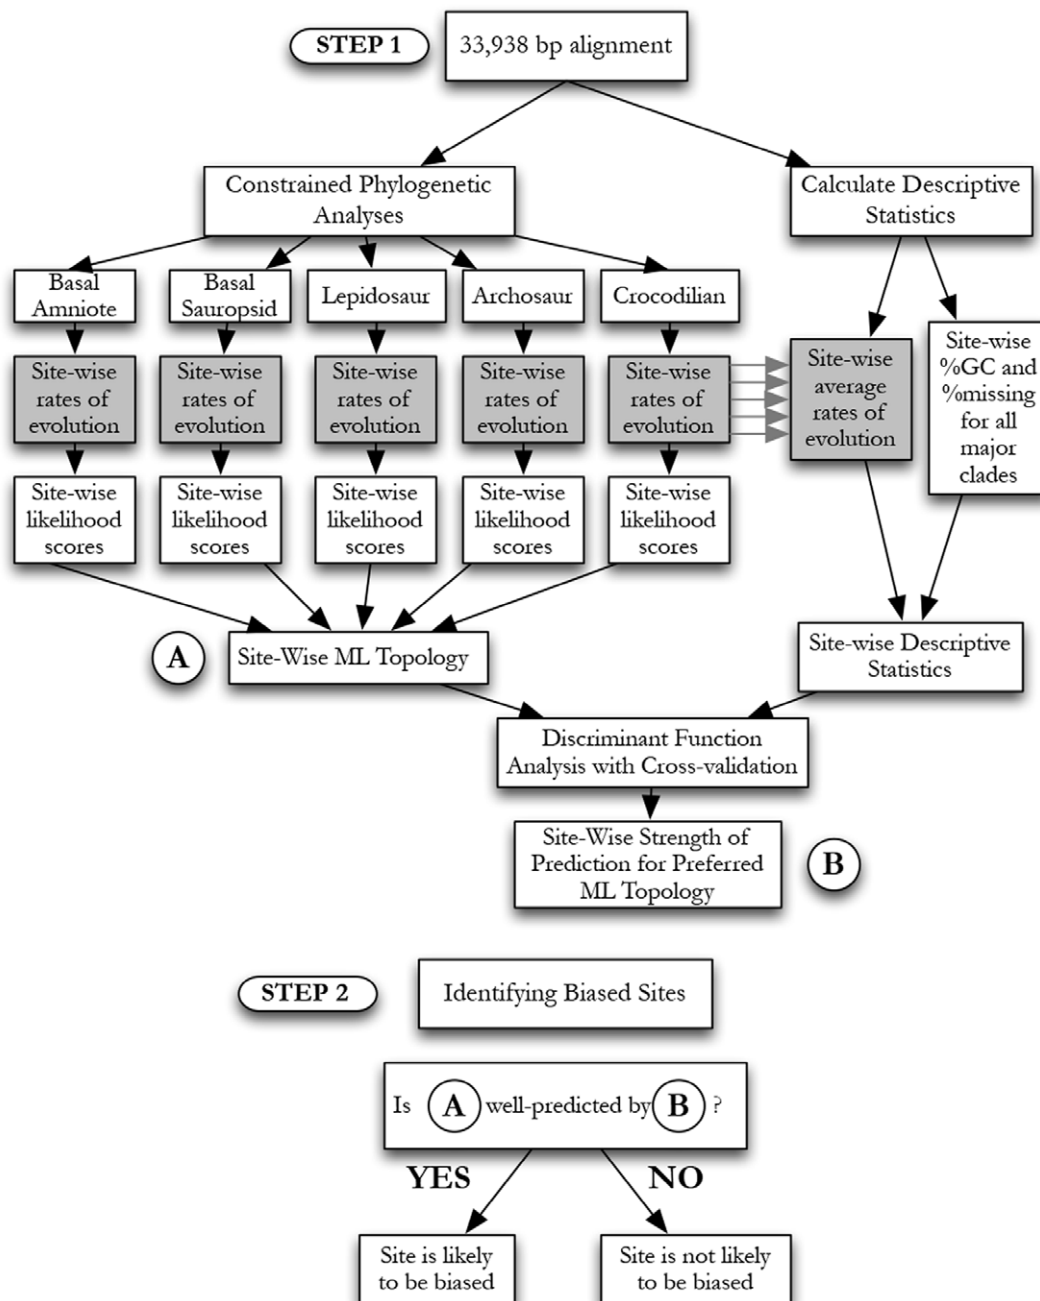 STEP 1
33,938 bp alignment
Constrained Phylogenetic
Analyses
Calculate Descriptive
Statistics
Basal
Amniote
Basal
Sauropsid
Lepidosaur
Archosaur
Crocodilian
Site-wise
rates of
evolution
Site-wise
rates of
evolution
Site-wise
rates of
evolution
Site-wise
rates of
evolution
Site-wise
rates of
evolution
Site-wise
average
rates of
evolution
Site-wise
%GC and
%missing
for all
major
clades
Site-wise
likelihood
scores
Site-wise
likelihood
scores
Site-wise
likelihood
scores
Site-wise
likelihood
scores
Site-wise
likelihood
scores
A
Site-Wise ML Topology
Site-wise Descriptive
Statistics
Discriminant Function
Analysis with Cross-validation
Site-Wise Strength of
Prediction for Preferred
ML Topology
B
STEP 2
Identifying Biased Sites
Is A well-predicted by B ?
YES
NO
Site is likely
to be biased
Site is not likely
to be biased